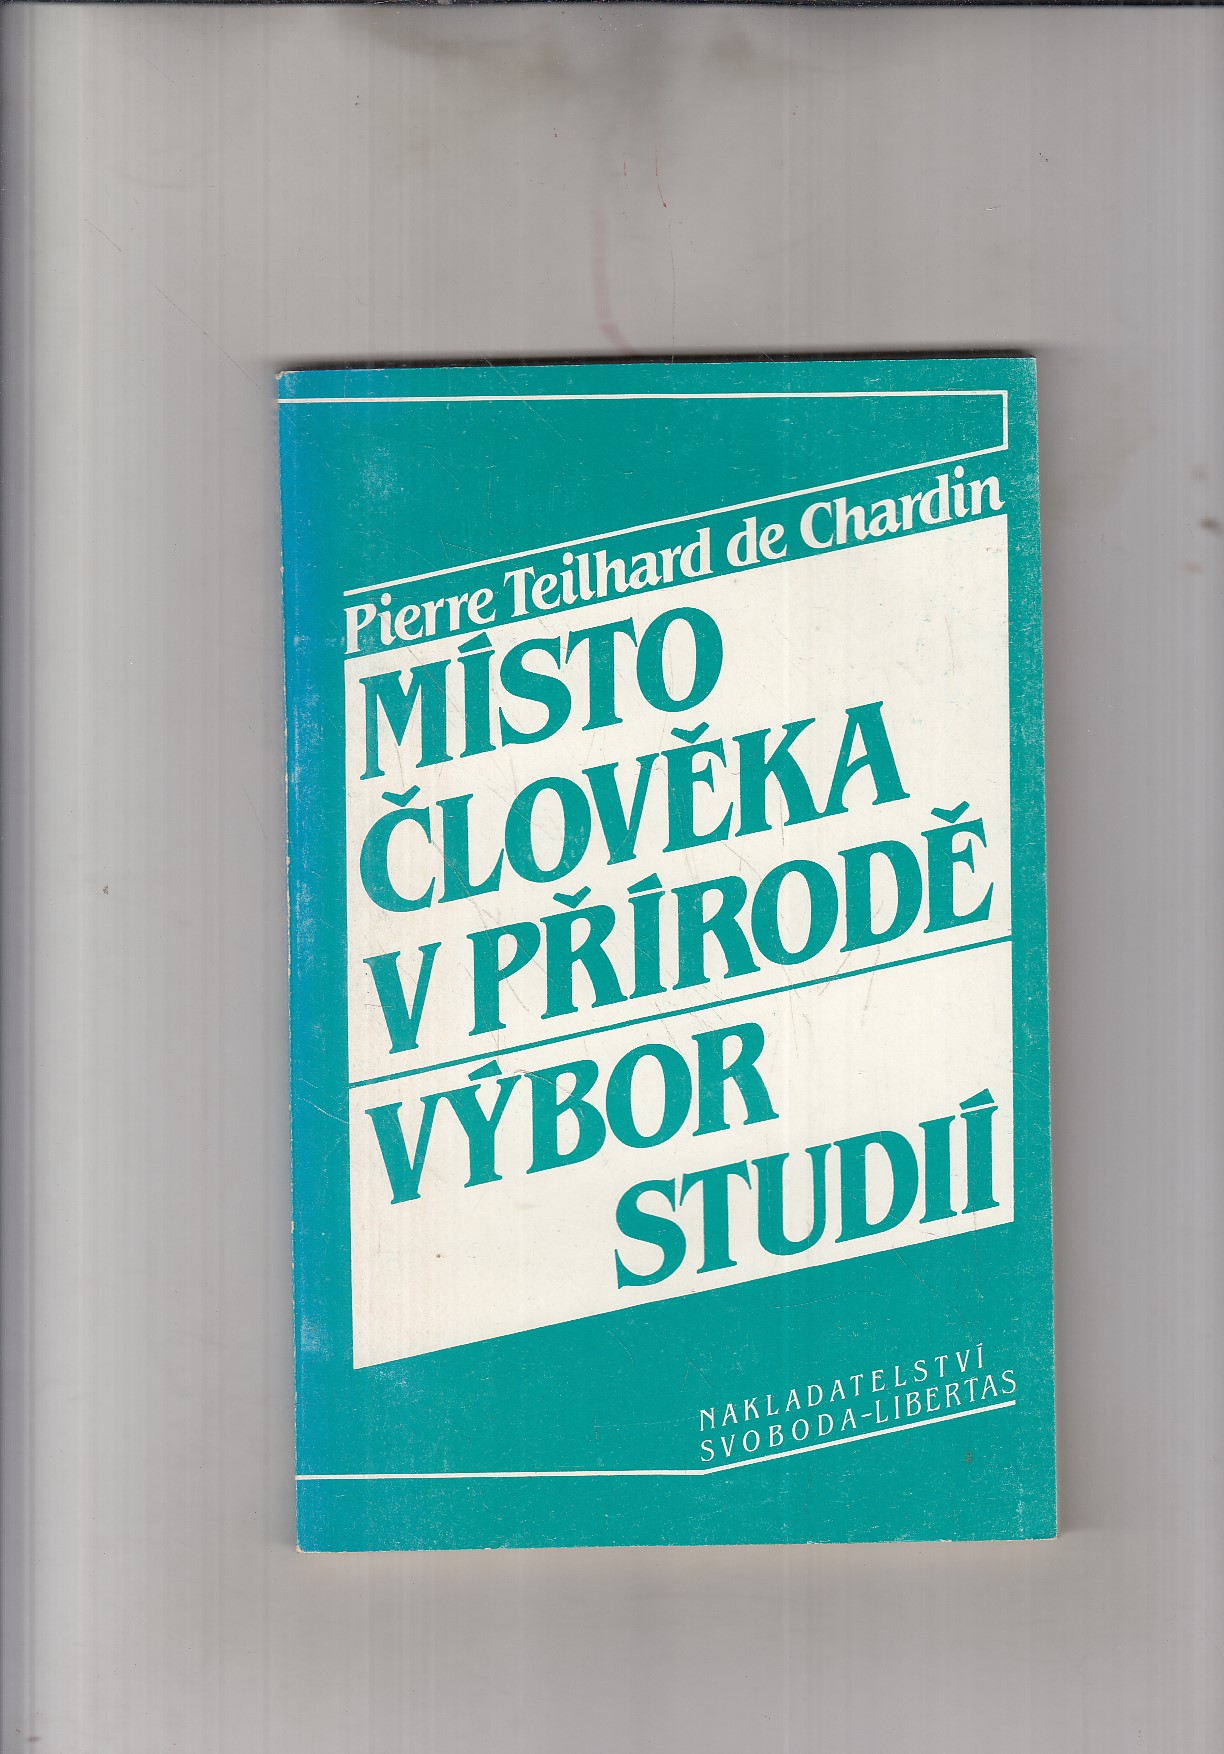 Pierre Teilhard de Chardin
MÍSTO
ČLOVĚKA
V PŘÍRODĚ
VÝBOR
STUDIÍ
NAKLADATELSTVÍ
SVOBODA-LIBERTAS